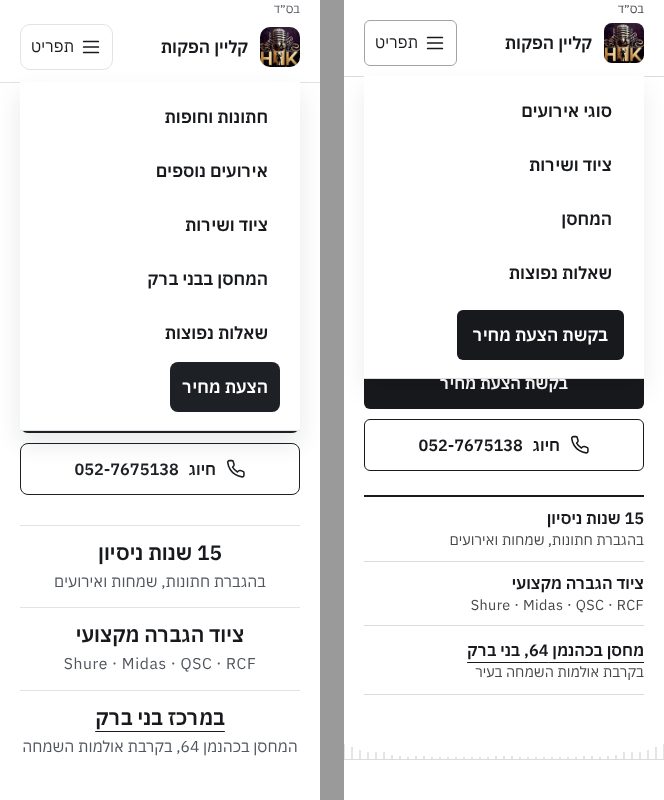 בס״ד
קליין הפקות
תפריט
סוגי אירועים
ציוד ושירות
המחסן
שאלות נפוצות
בקשת הצעת מחיר
בקשת הצעת מחיר
חיוג 052-7675138
15 שנות ניסיון
בהגברת חתונות, שמחות ואירועים
ציוד הגברה מקצועי
Shure · Midas · QSC · RCF
מחסן בכהנמן 64, בני ברק
בקרבת אולמות השמחה בעיר
בס״ד
קליין הפקות
תפריט
חתונות וחופות
אירועים נוספים
ציוד ושירות
המחסן בבני ברק
שאלות נפוצות
הצעת מחיר
חיוג 052-7675138
15 שנות ניסיון
בהגברת חתונות, שמחות ואירועים
ציוד הגברה מקצועי
Shure · Midas · QSC · RCF
במרכז בני ברק
המחסן בכהנמן 64, בקרבת אולמות השמחה